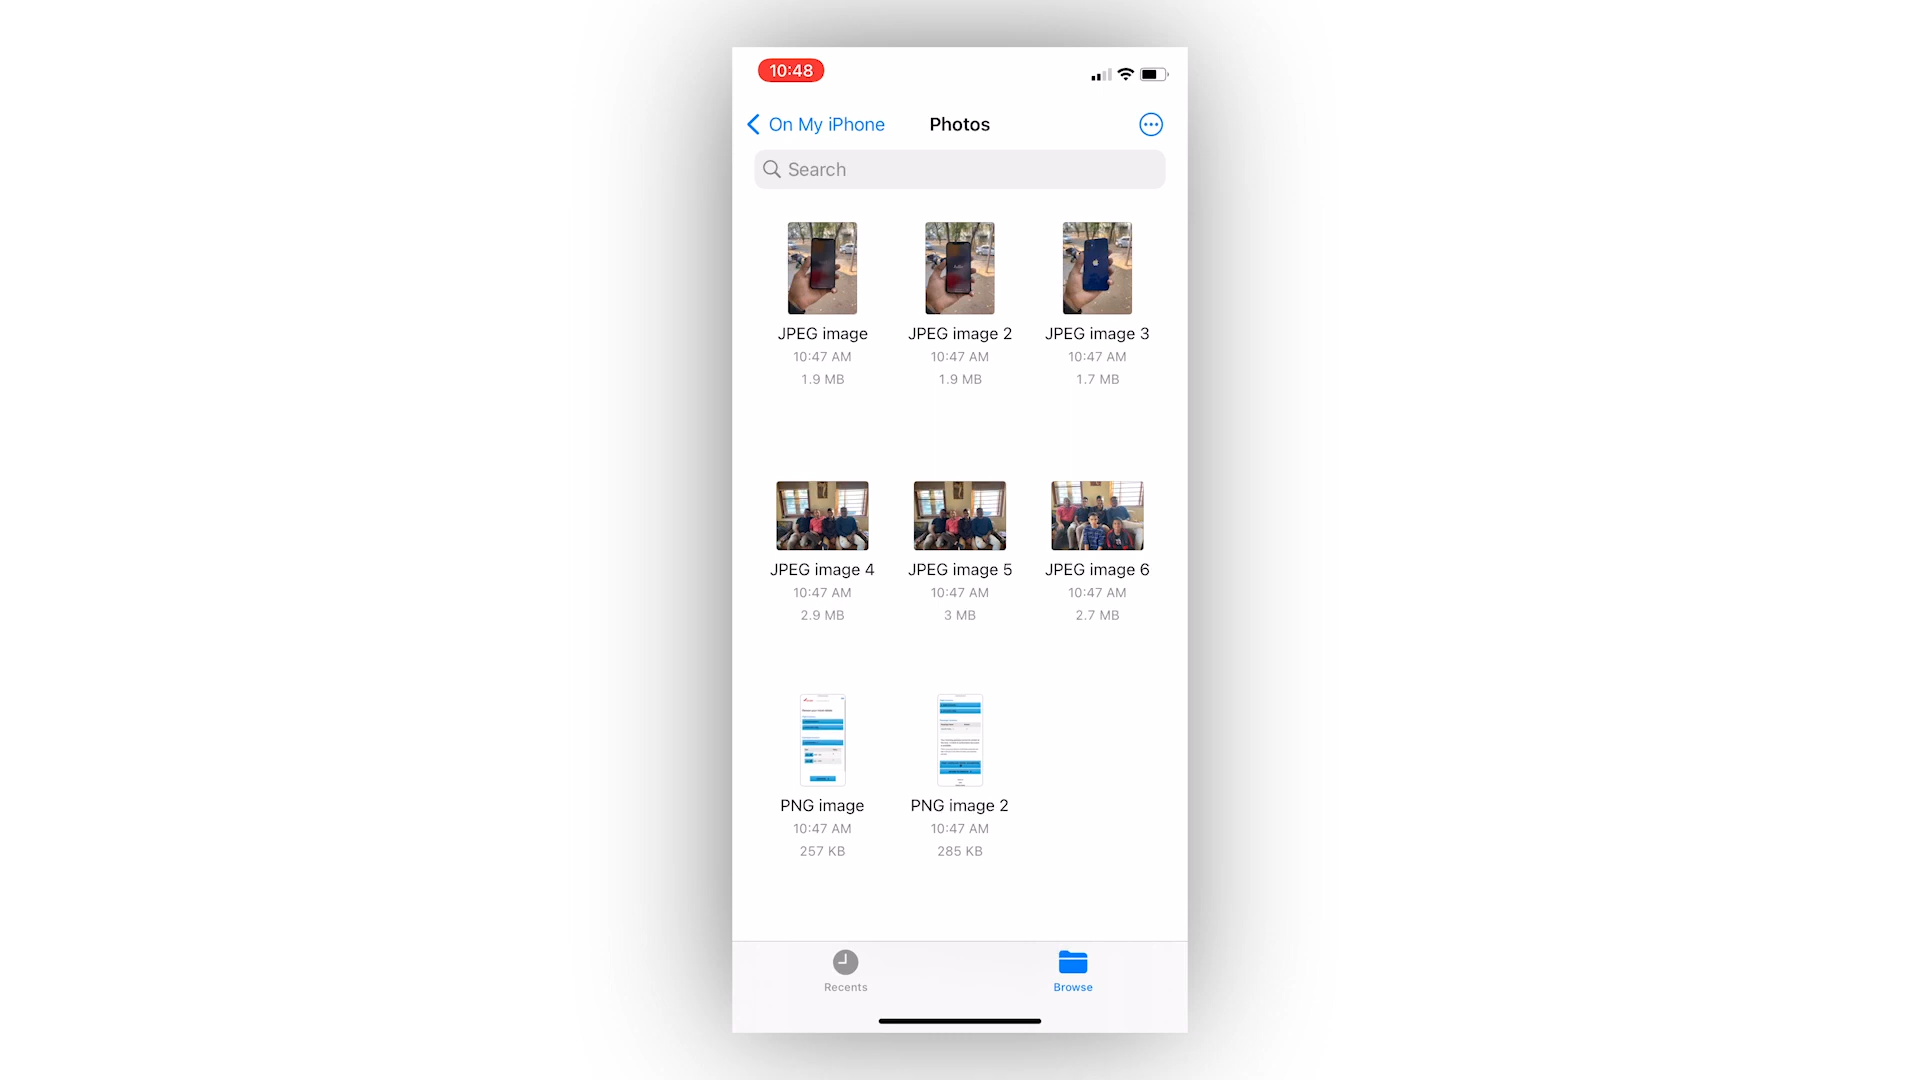 10:48
On My iPhone
Photos
Search
JPEG image
JPEG image 2
JPEG image 3
10:47 AM
10:47 AM
10:47 AM
1.9 MB
1.9 MB
1.7 MB
JPEG image 4
JPEG image 5
JPEG image 6
10:47 AM
10:47 AM
10:47 AM
2.9 MB
3 MB
2.7 MB
PNG image
PNG image 2
10:47 AM
10:47 AM
257 KB
285 KB
Recents
Browse